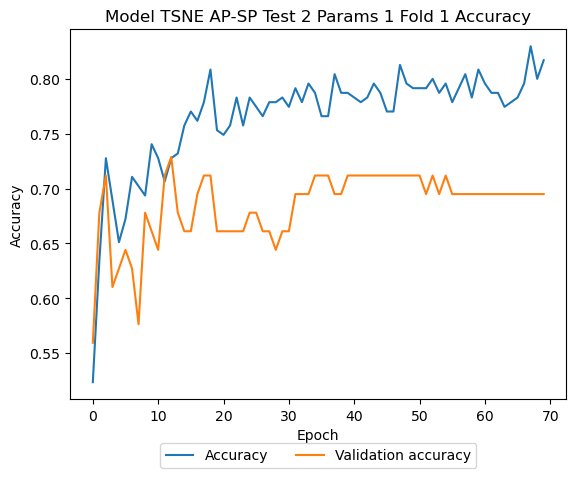 Model TSNE AP-SP Test 2 Params 1 Fold 1 Accuracy
0.80
0.75
0.70
0.65
0.60
0.55
Accuracy
0 10 20 30 40 50 60 70
Epoch
Accuracy Validation accuracy